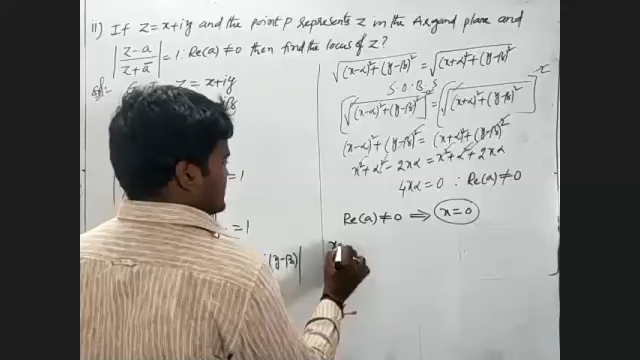 11) If Z = x+iy and the point P represents Z in the Argand plane and
|z-a / z+ā| = 1 : Re(a) ≠ 0 then find the locus of Z?
Sol: G. T. Z = x+iy
iβ
= 1
= 1
i(y-β)|
√(x-α)²+(y-β)² = √(x+α)²+(y-β)²
S.O.B.S
[√(x-α)²+(y-β)²]² = [√(x+α)²+(y-β)²]²
(x-α)²+(y-β)² = (x+α)²+(y-β)²
x²+α²-2xα = x²+α²+2xα
4xα = 0 : Re(a) ≠ 0
Re(a) ≠ 0 ⟹ x=0
x